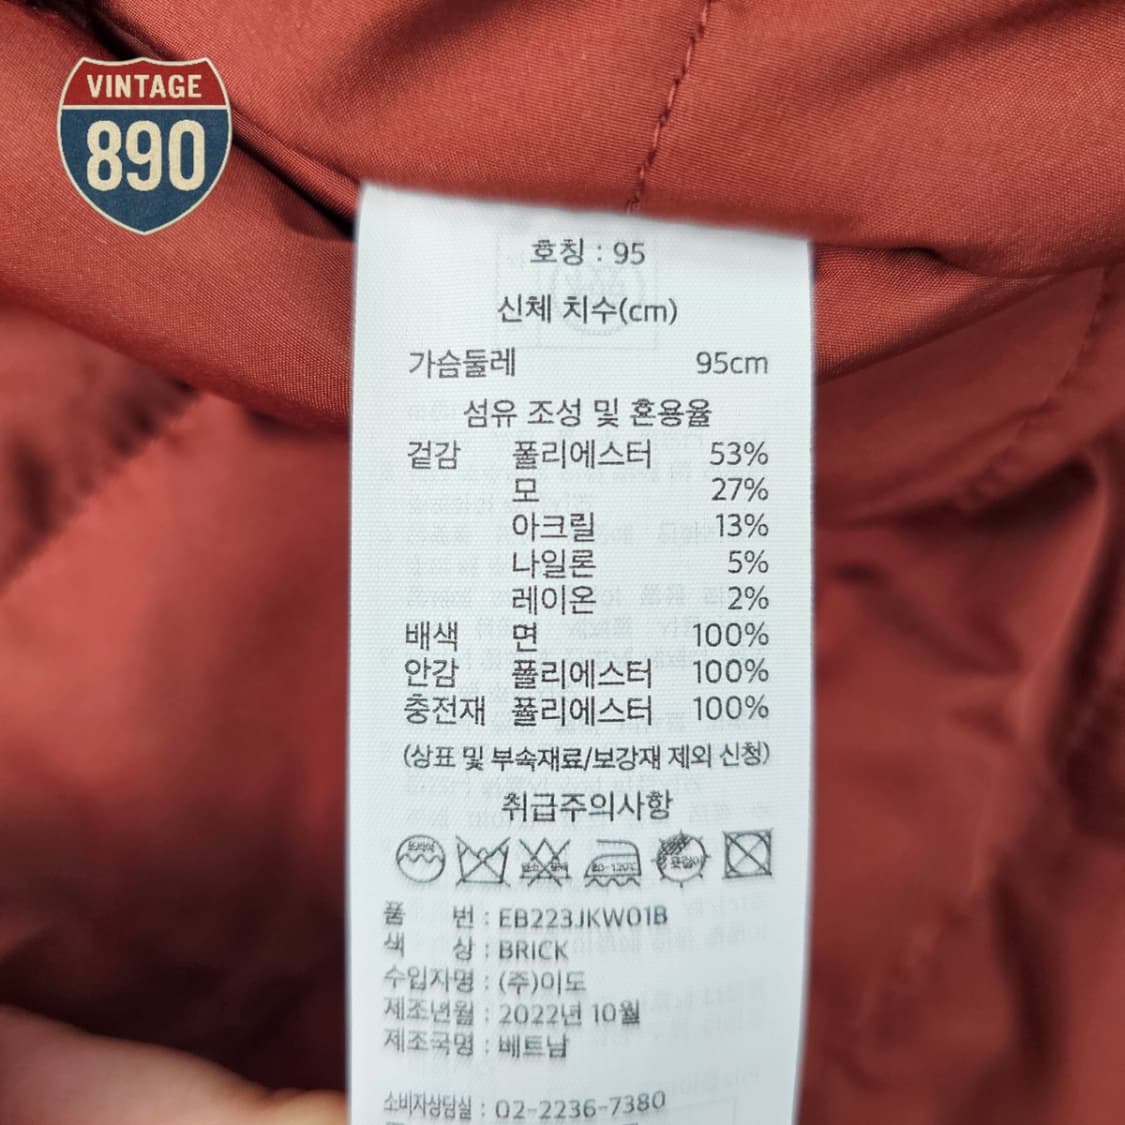 VINTAGE
890
호칭 : 95
신체 치수(cm)
가슴둘레 95cm
섬유 조성 및 혼용율
겉감 폴리에스터 53%
모 27%
아크릴 13%
나일론 5%
레이온 2%
배색 면 100%
안감 폴리에스터 100%
충전재 폴리에스터 100%
(상표 및 부속재료/보강재 제외 신청)
취급주의사항
드라이 80~120℃
품 번 : EB223JKW01B
색 상 : BRICK
수입자명 : (주)이도
제조년월 : 2022년 10월
제조국명 : 베트남
소비자상담실 : 02-2236-7380